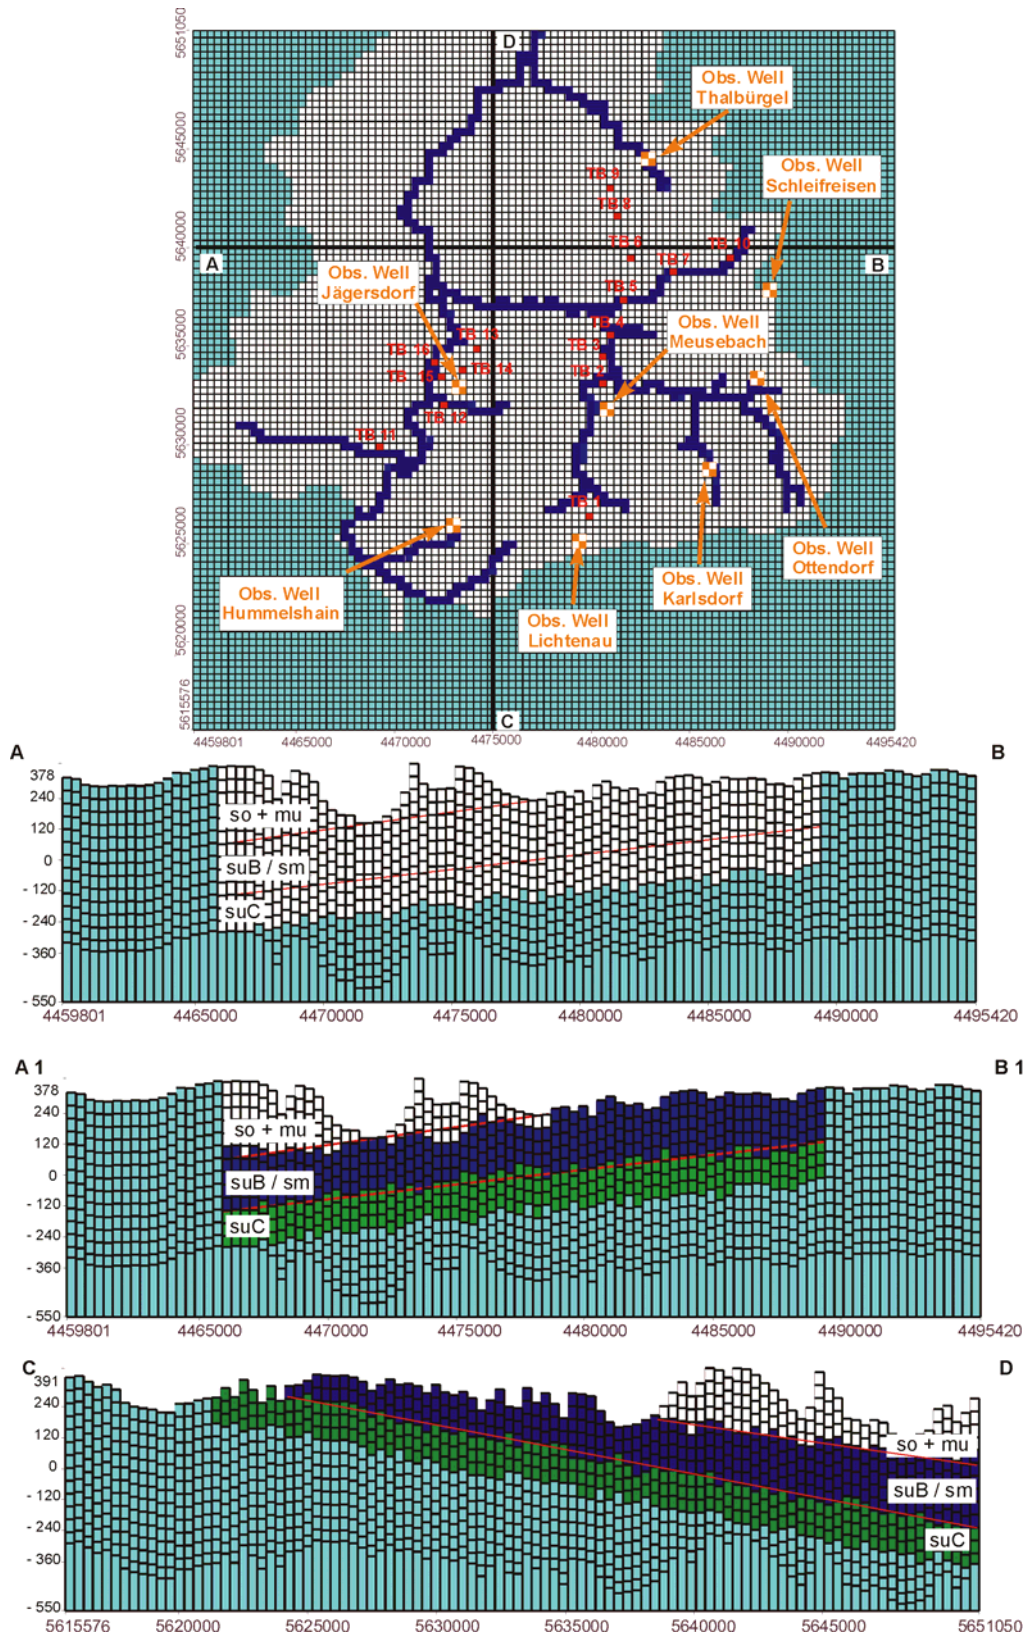 5651050
D
Obs. Well
Thalbürgel
5645000
Obs. Well
Schleifreisen
TB 9
TB 8
5640000
TB 6
TB 10
A
TB 7
B
Obs. Well
Jägersdorf
TB 5
Obs. Well
Meusebach
5635000
TB 13
TB 4
TB 16
TB 3
TB 15
TB 14
TB 2
TB 12
5630000
TB 11
TB 1
5625000
Obs. Well
Ottendorf
Obs. Well
Hummelshain
Obs. Well
Karlsdorf
Obs. Well
Lichtenau
5620000
5615576
C
4459801 4465000 4470000 4475000 4480000 4485000 4490000 4495420
A B
378
240
so + mu
120
0
suB / sm
- 120
suC
- 240
- 360
- 550
4459801 4465000 4470000 4475000 4480000 4485000 4490000 4495420
A 1 B 1
378
240
so + mu
120
0
suB / sm
- 120
suC
- 240
- 360
- 550
4459801 4465000 4470000 4475000 4480000 4485000 4490000 4495420
C D
391
240
120
so + mu
0
suB / sm
- 120
- 240
suC
- 360
- 550
5615576 5620000 5625000 5630000 5635000 5640000 5645000 5651050